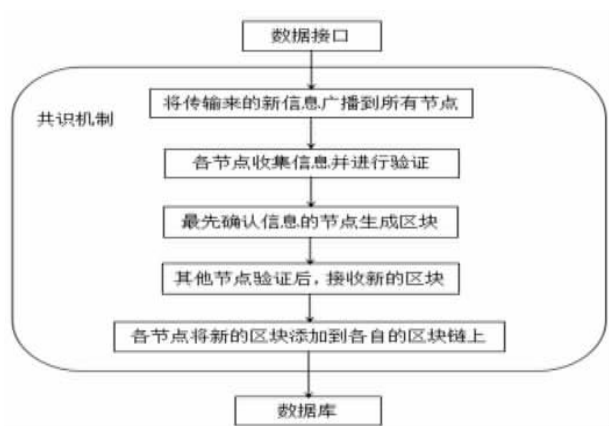 数据接口
将传输来的新信息广播到所有节点
共识机制
各节点收集信息并进行验证
最先确认信息的节点生成区块
其他节点验证后，接收新的区块
各节点将新的区块添加到各自的区块链上
数据库